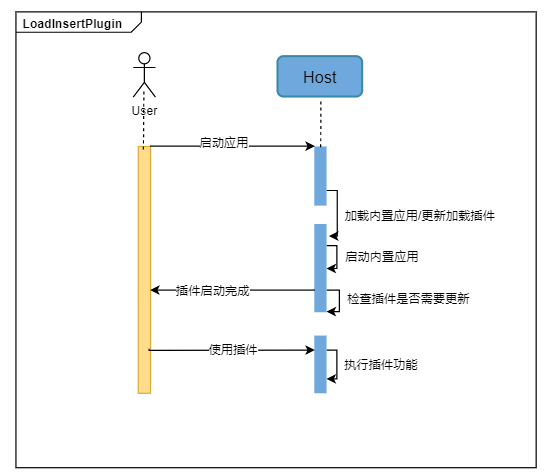 LoadInsertPlugin
Host
User
启动应用
加载内置应用/更新加载插件
启动内置应用
插件启动完成
检查插件是否需要更新
使用插件
执行插件功能